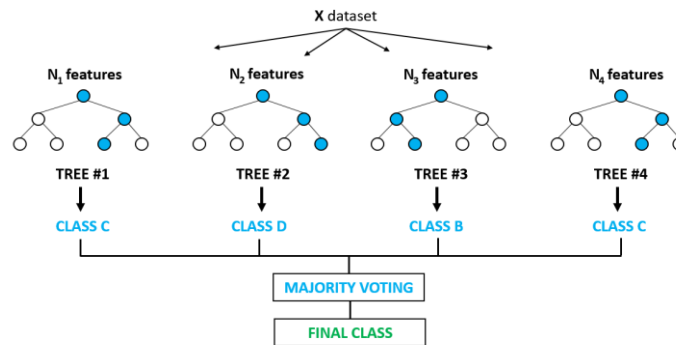 X dataset
N₁ features
N₂ features
N₃ features
N₄ features
TREE #1
TREE #2
TREE #3
TREE #4
CLASS C
CLASS D
CLASS B
CLASS C
MAJORITY VOTING
FINAL CLASS